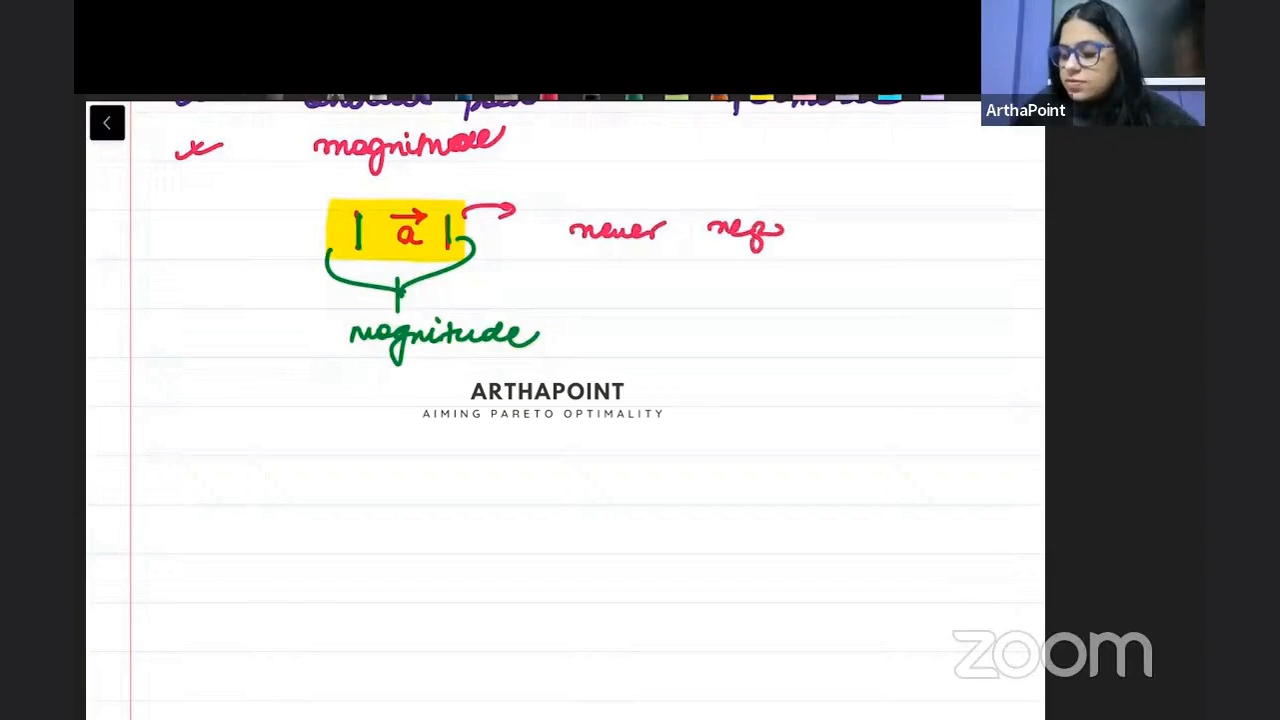 ArthaPoint
magnitude
| a | never neg
magnitude
ARTHAPOINT
AIMING PARETO OPTIMALITY
zoom